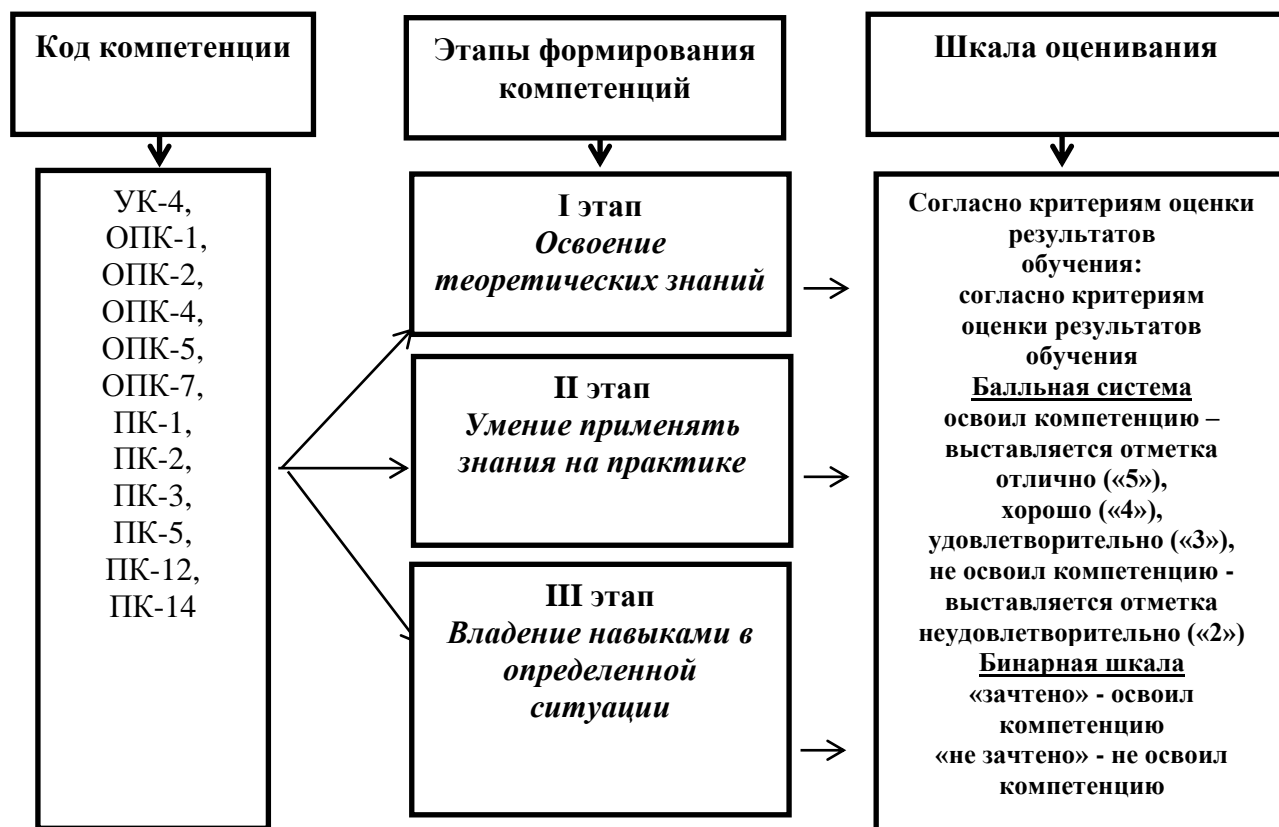 Код компетенции
Этапы формирования
компетенций
Шкала оценивания
УК-4,
ОПК-1,
ОПК-2,
ОПК-4,
ОПК-5,
ОПК-7,
ПК-1,
ПК-2,
ПК-3,
ПК-5,
ПК-12,
ПК-14
I этап
Освоение
теоретических знаний
II этап
Умение применять
знания на практике
III этап
Владение навыками в
определенной
ситуации
Согласно критериям оценки
результатов
обучения:
согласно критериям
оценки результатов
обучения
Балльная система
освоил компетенцию –
выставляется отметка
отлично («5»),
хорошо («4»),
удовлетворительно («3»),
не освоил компетенцию -
выставляется отметка
неудовлетворительно («2»)
Бинарная шкала
«зачтено» - освоил
компетенцию
«не зачтено» - не освоил
компетенцию